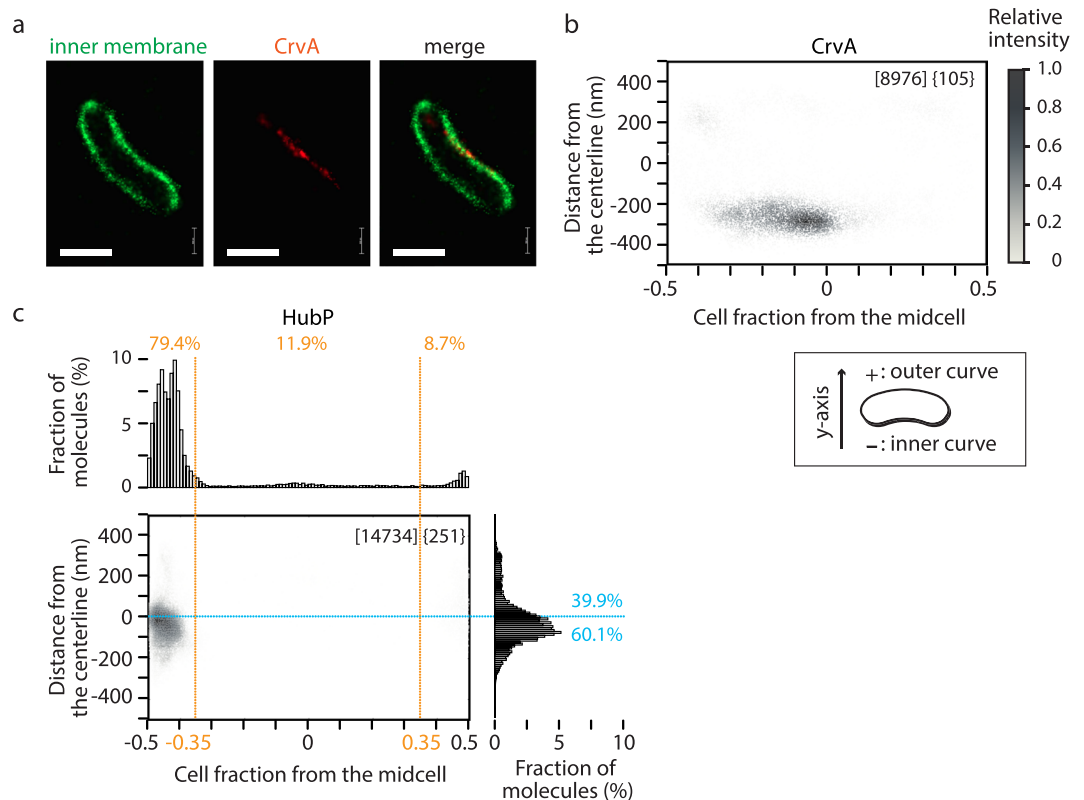 a
inner membrane
CrvA
merge
b
CrvA
Relative
intensity
[8976] {105}
1.0
0.8
0.6
0.4
0.2
0
Distance from
the centerline (nm)
400
200
0
-200
-400
-0.5
0
0.5
Cell fraction from the midcell
c
HubP
79.4%
11.9%
8.7%
Fraction of
molecules (%)
10
5
0
y-axis
+: outer curve
–: inner curve
[14734] {251}
Distance from
the centerline (nm)
400
200
0
-200
-400
39.9%
60.1%
-0.5
-0.35
0
0.35
0.5
Cell fraction from the midcell
0
5
10
Fraction of
molecules (%)